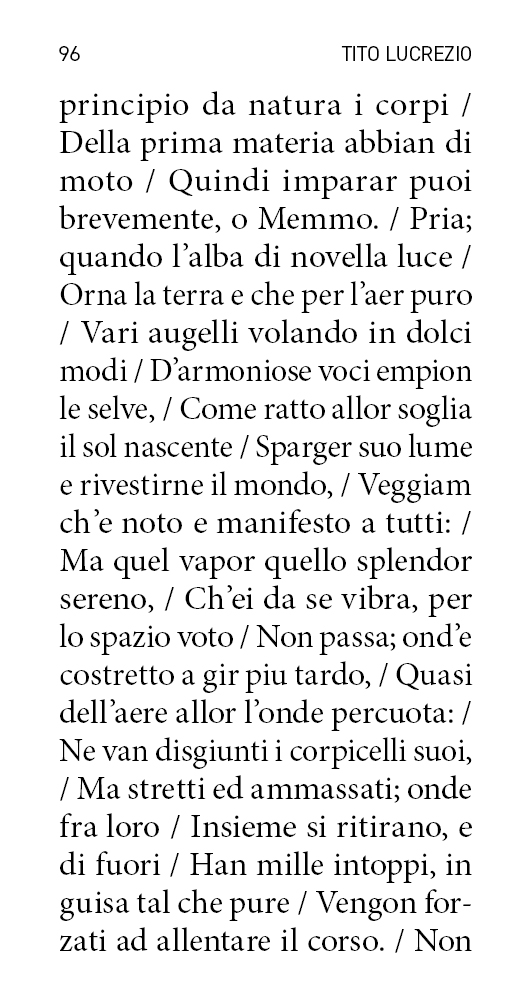 96 TITO LUCREZIO
principio da natura i corpi /
Della prima materia abbian di
moto / Quindi imparar puoi
brevemente, o Memmo. / Pria;
quando l’alba di novella luce /
Orna la terra e che per l’aer puro
/ Vari augelli volando in dolci
modi / D’armoniose voci empion
le selve, / Come ratto allor soglia
il sol nascente / Sparger suo lume
e rivestirne il mondo, / Veggiam
ch’e noto e manifesto a tutti: /
Ma quel vapor quello splendor
sereno, / Ch’ei da se vibra, per
lo spazio voto / Non passa; ond’e
costretto a gir piu tardo, / Quasi
dell’aere allor l’onde percuota: /
Ne van disgiunti i corpicelli suoi,
/ Ma stretti ed ammassati; onde
fra loro / Insieme si ritirano, e
di fuori / Han mille intoppi, in
guisa tal che pure / Vengon for-
zati ad allentare il corso. / Non